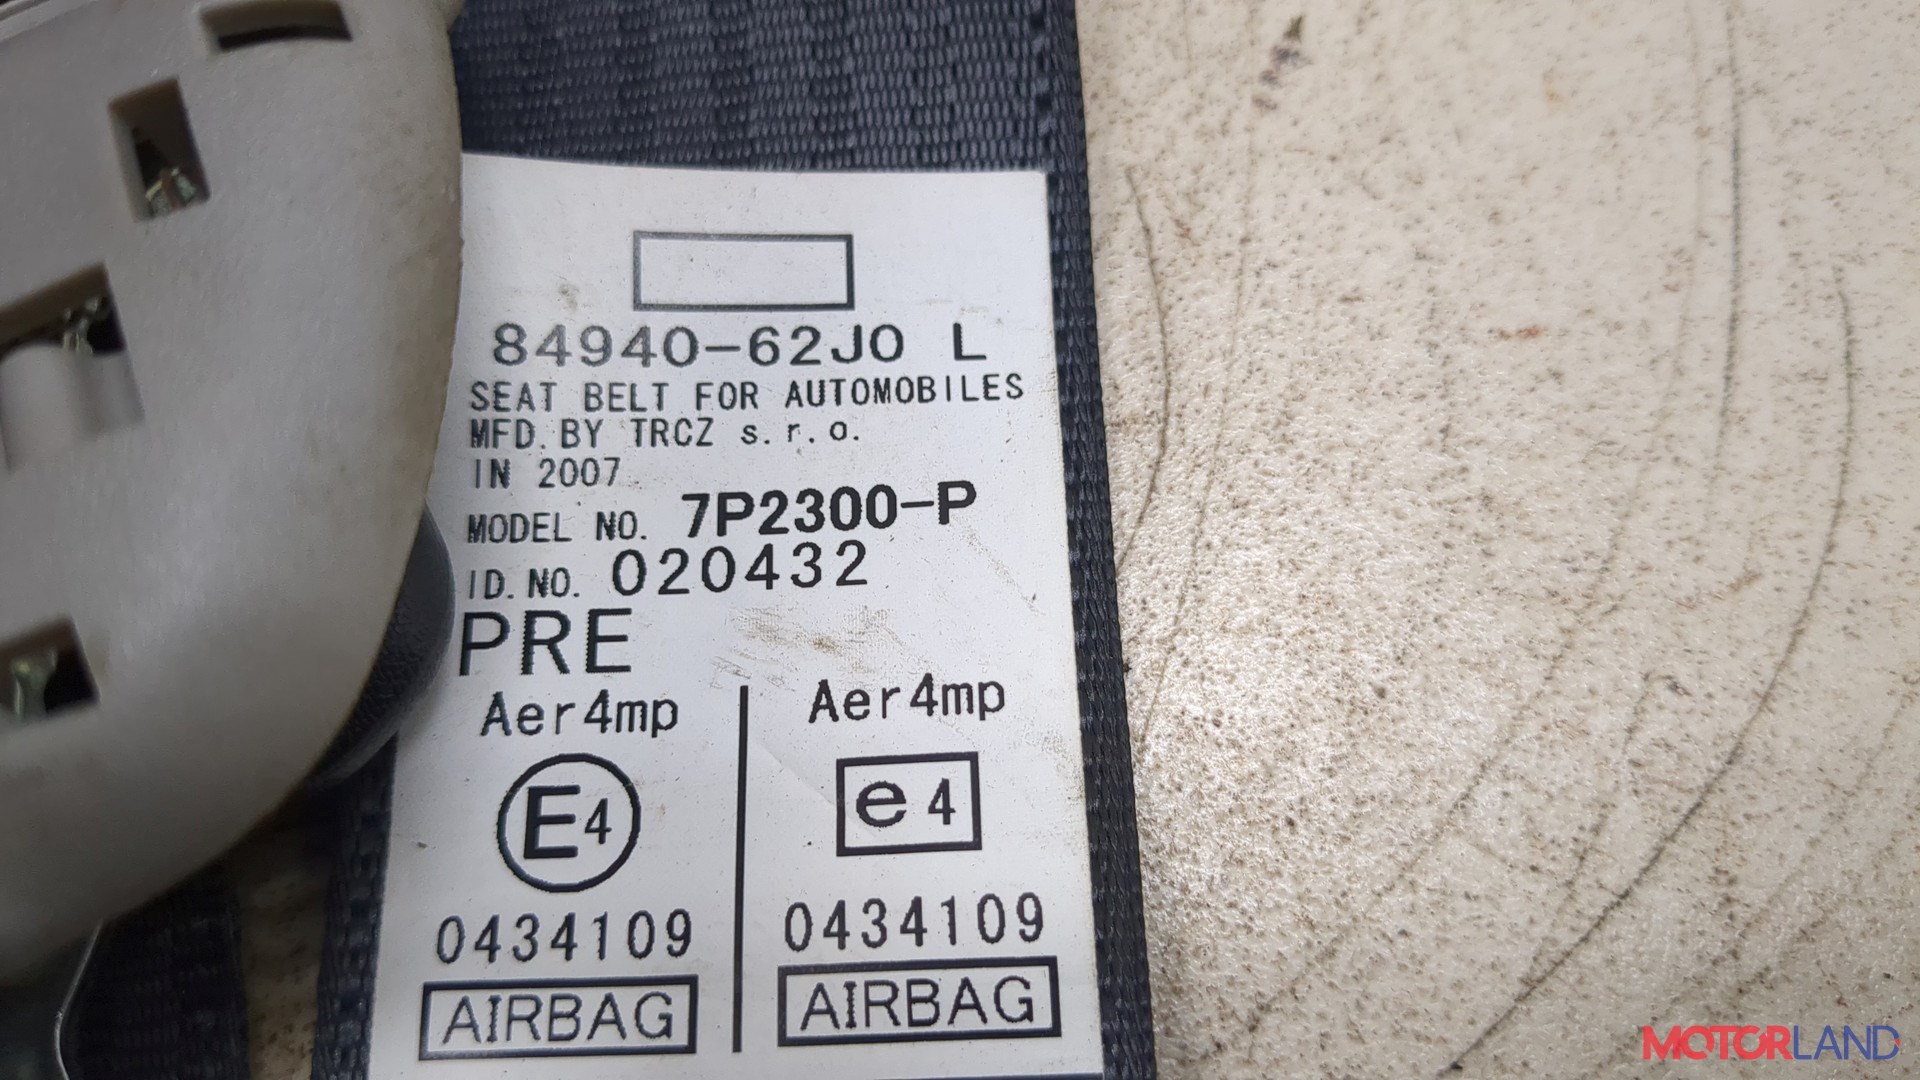 84940-62J0 L
SEAT BELT FOR AUTOMOBILES
MFD. BY TRCZ s.r.o.
IN 2007
MODEL NO. 7P2300-P
ID. NO. 020432
PRE
Aer4mp Aer4mp
E4 e4
0434109 0434109
AIRBAG AIRBAG
MOTORLAND